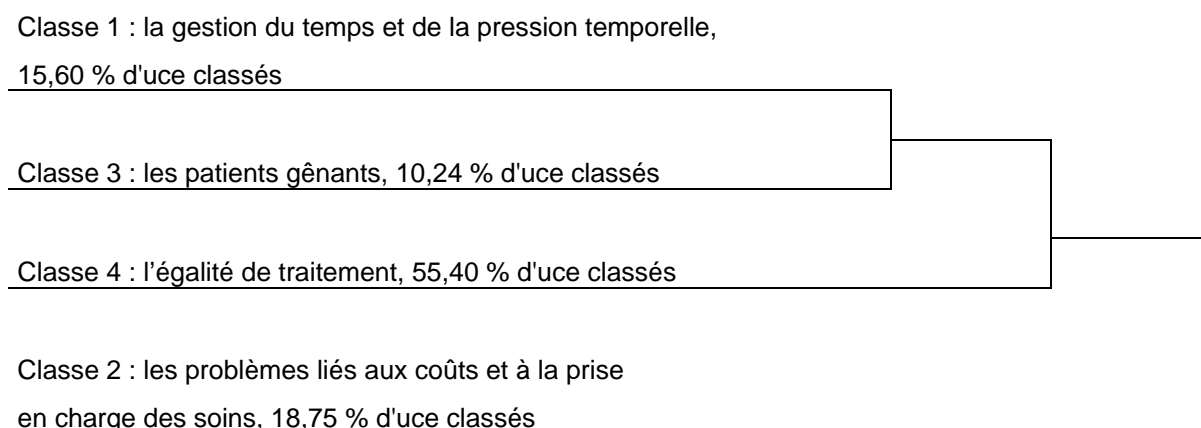 Classe 1 : la gestion du temps et de la pression temporelle,
15,60 % d'uce classés
Classe 3 : les patients gênants, 10,24 % d'uce classés
Classe 4 : l’égalité de traitement, 55,40 % d'uce classés
Classe 2 : les problèmes liés aux coûts et à la prise
en charge des soins, 18,75 % d'uce classés